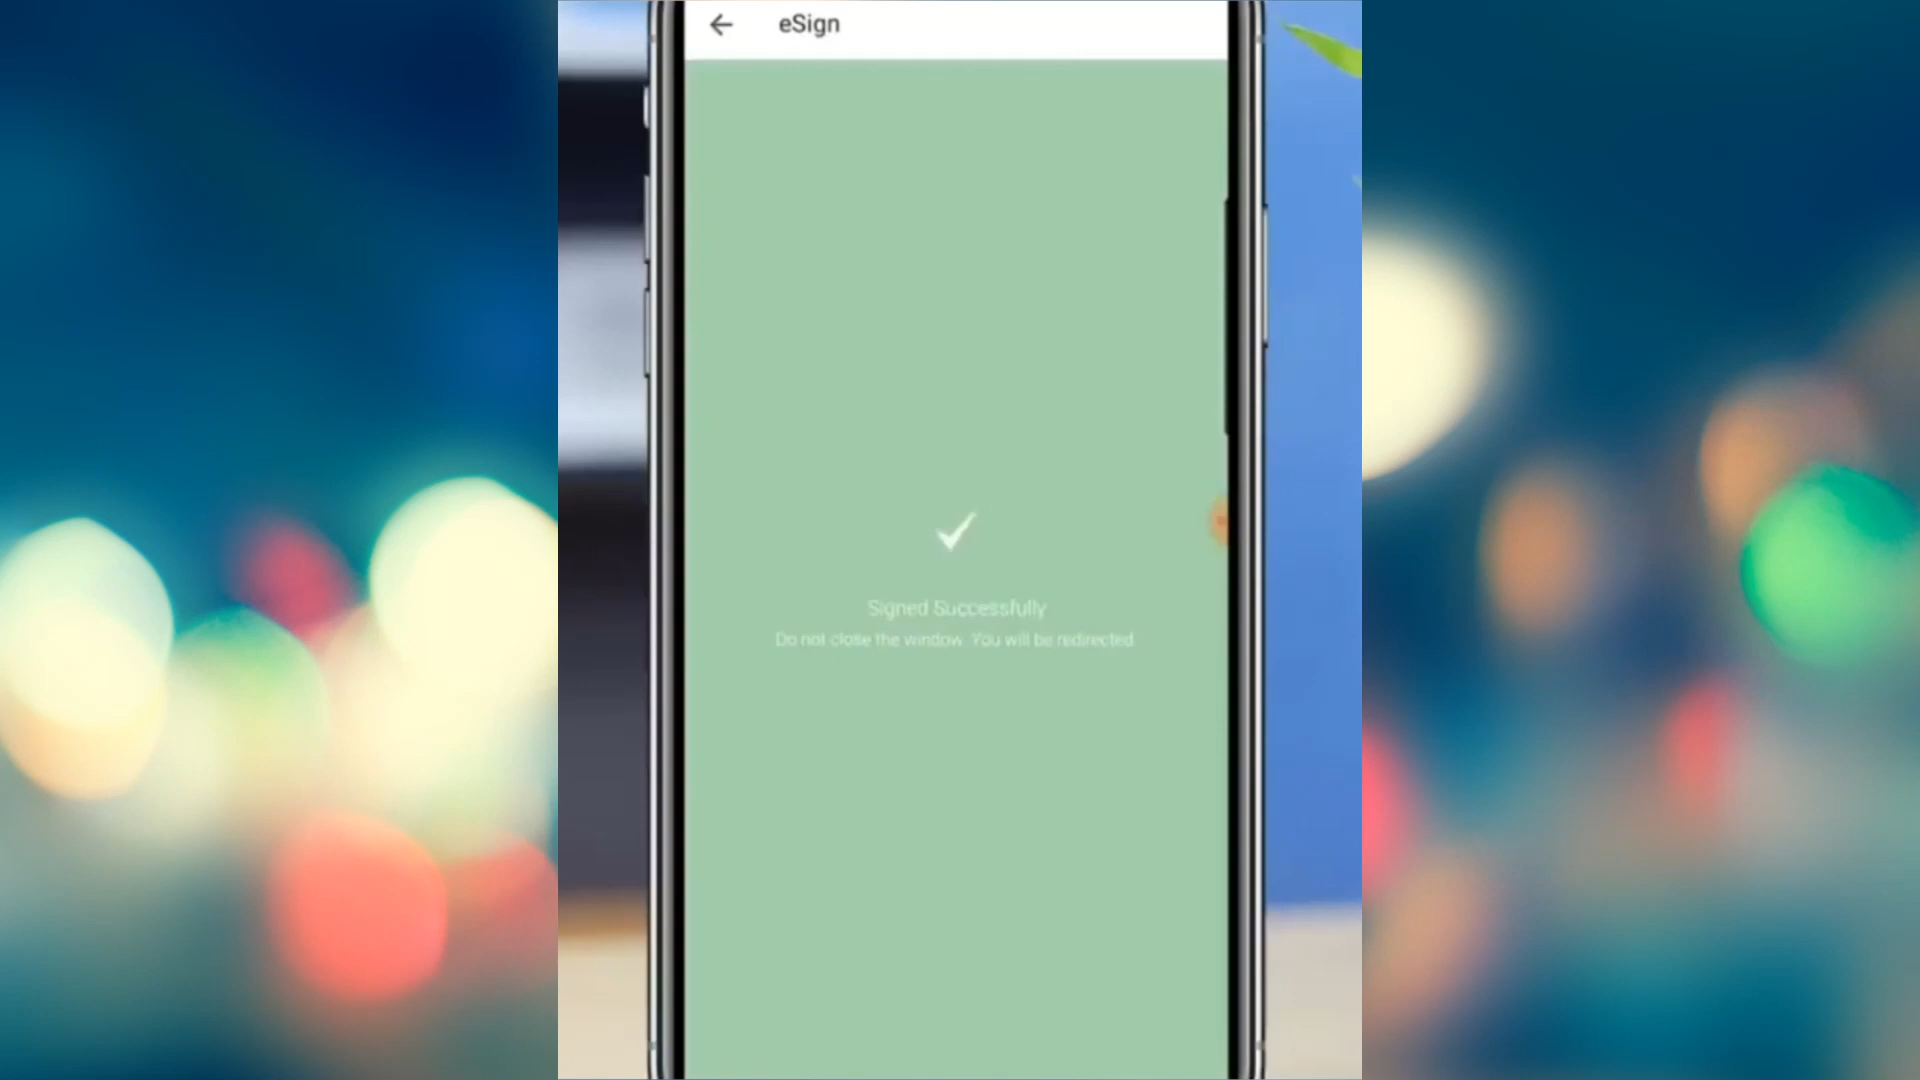 eSign
Signed Successfully
Do not close the window. You will be redirected